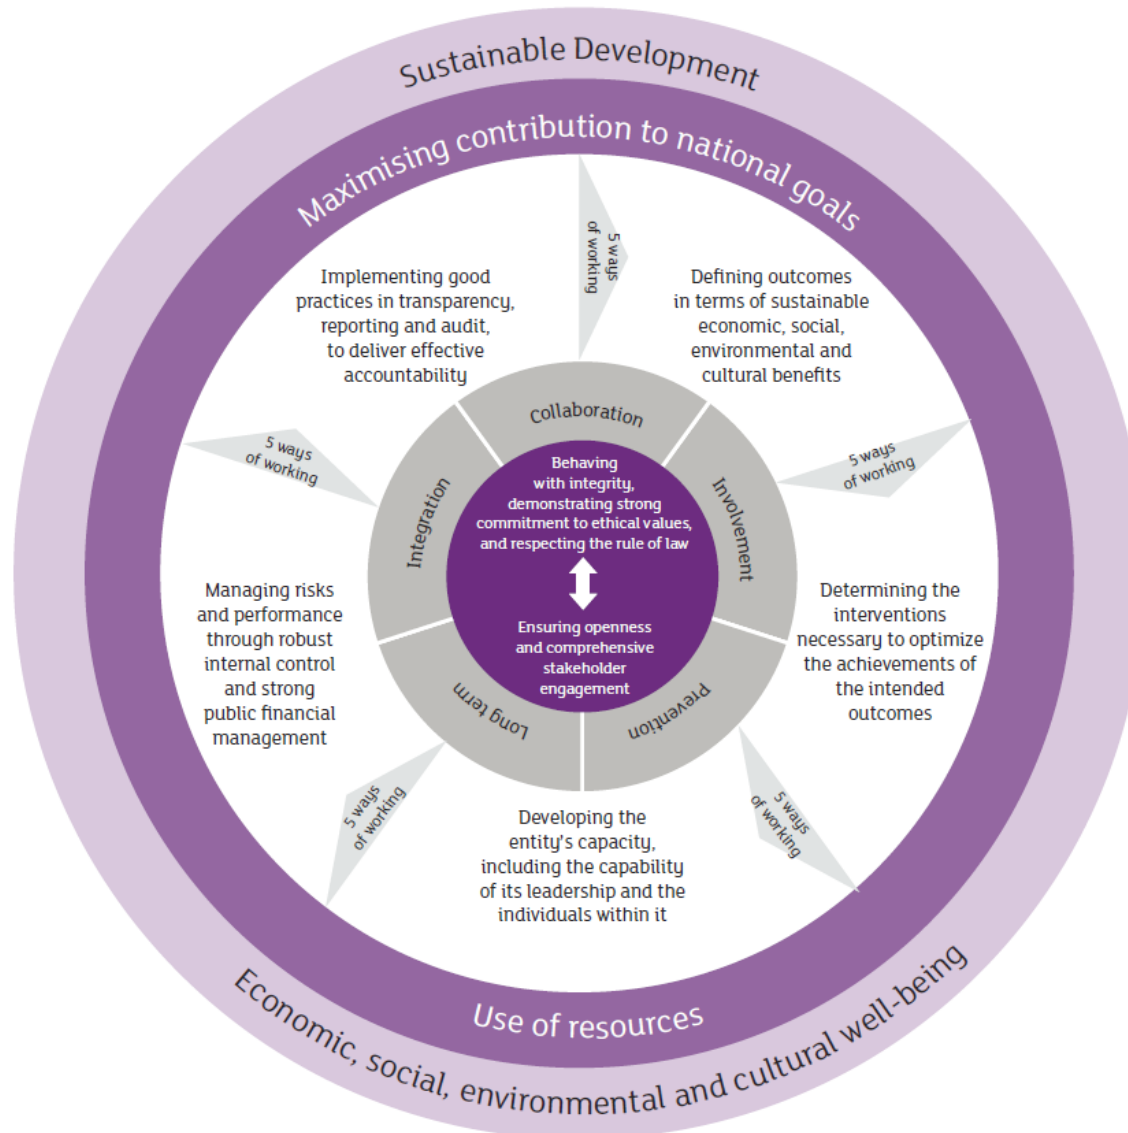 Sustainable Development
Maximising contribution to national goals
5 ways
of working
Implementing good
practices in transparency,
reporting and audit,
to deliver effective
accountability
Defining outcomes
in terms of sustainable
economic, social,
environmental and
cultural benefits
5 ways
of working
5 ways
of working
Collaboration
Integration
Involvement
Behaving
with integrity,
demonstrating strong
commitment to ethical values,
and respecting the rule of law
Ensuring openness
and comprehensive
stakeholder
engagement
Managing risks
and performance
through robust
internal control
and strong
public financial
management
Determining the
interventions
necessary to optimize
the achievements of
the intended
outcomes
Long term
Prevention
5 ways
of working
5 ways
of working
Developing the
entity's capacity,
including the capability
of its leadership and the
individuals within it
Use of resources
Economic, social, environmental and cultural well-being